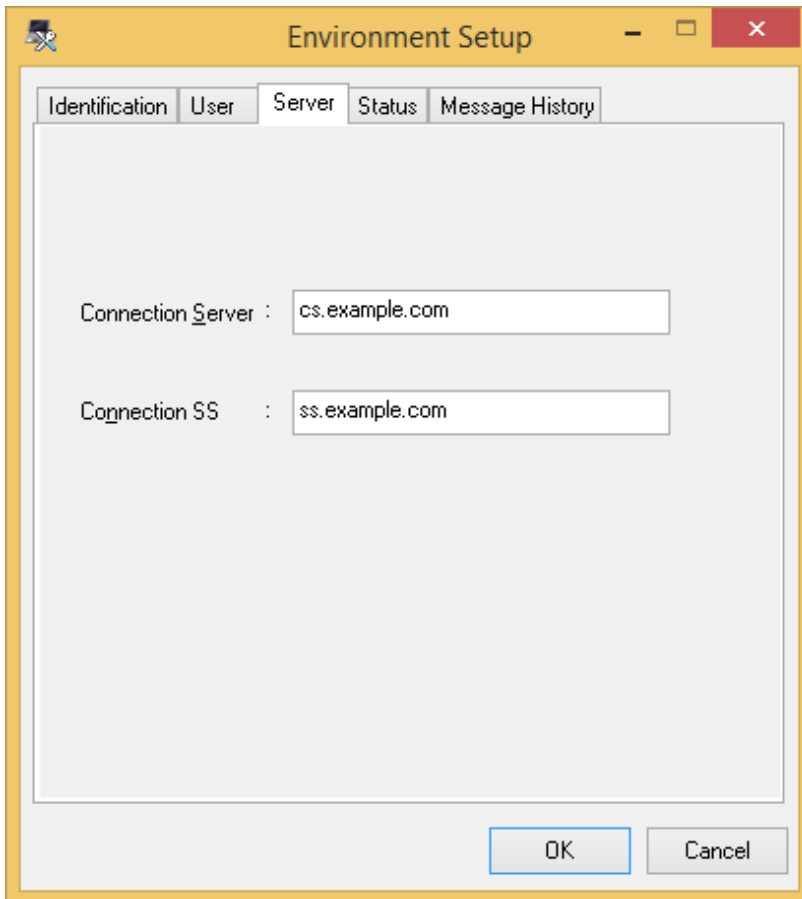 Environment Setup
Identification User Server Status Message History
Connection Server : cs.example.com
Connection SS : ss.example.com
OK Cancel